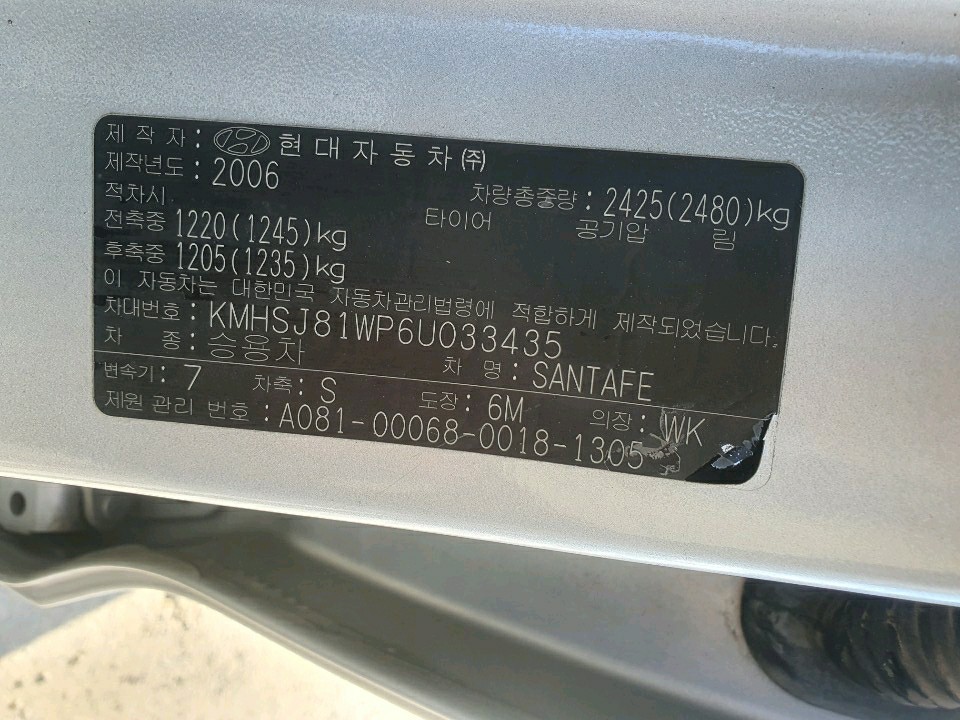 제 작 자 : 현 대 자 동 차 ㈜
제작년도 : 2006
적차시 차량총중량 : 2425(2480)kg
전축중 1220(1245)kg 타이어 공기압 림
후축중 1205(1235)kg
이 자동차는 대한민국 자동차관리법령에 적합하게 제작되었습니다.
차대번호 : KMHSJ81WP6U033435
차 종 : 승용차 차 명 : SANTAFE
변속기 : 7 차축 : S 도장 : 6M 의장 : WK
제원 관리 번호 : A081-00068-0018-1305